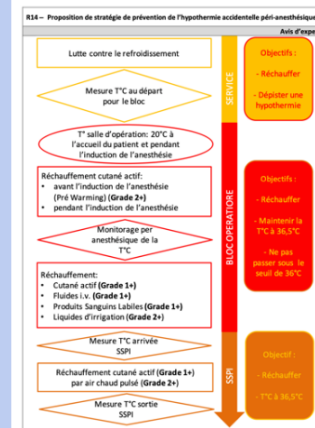 R14 – Proposition de stratégie de prévention de l'hypothermie accidentelle péri-anesthésique
Avis d'expe
Lutte contre le refroidissement
Mesure T°C au départ
pour le bloc
SERVICE
Objectifs :
- Réchauffer
- Dépister une
hypothermie
T° salle d'opération: 20°C à
l'accueil du patient et pendant
l'induction de l'anesthésie
Réchauffement cutané actif:
• avant l'induction de l'anesthésie
(Pré Warming) (Grade 2+)
• pendant l'induction de l'anesthésie
Monitorage per
anesthésique de la
T°C
Réchauffement:
• Cutané actif (Grade 1+)
• Fluides i.v. (Grade 1+)
• Produits Sanguins Labiles (Grade 1+)
• Liquides d'irrigation (Grade 2+)
BLOC OPERATOIRE
Objectifs :
- Réchauffer
- Maintenir la
T°C à 36,5°C
- Ne pas
passer sous le
seuil de 36°C
Mesure T°C arrivée
SSPI
Réchauffement cutané actif (Grade 1+)
par air chaud pulsé (Grade 2+)
Mesure T°C sortie
SSPI
SSPI
Objectif :
- Réchauffer
- T°C à 36,5°C